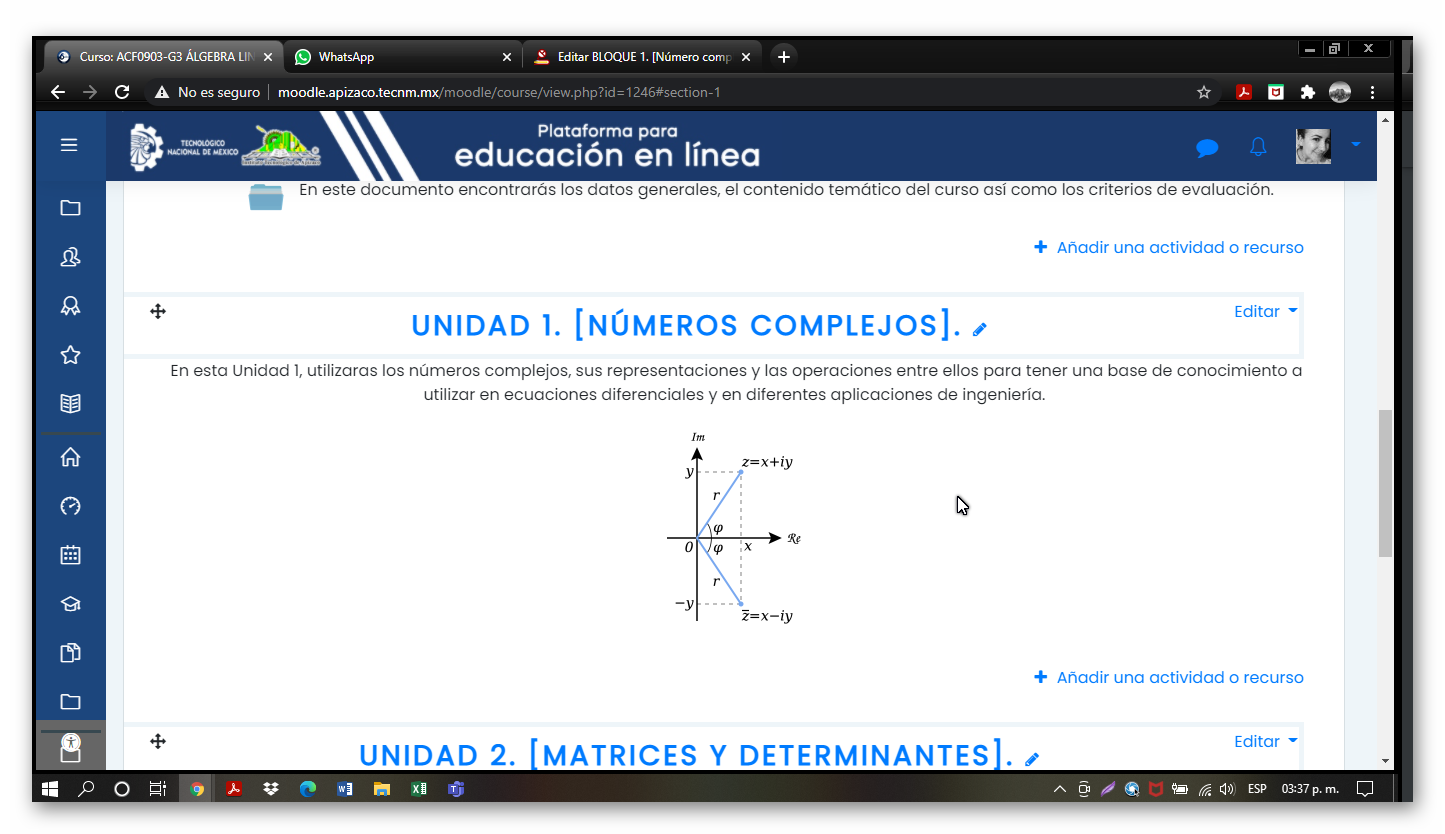 Curso: ACF0903-G3 ÁLGEBRA LIN
WhatsApp
Editar BLOQUE 1. [Número comp
No es seguro
moodle.apizaco.tecnm.mx/moodle/course/view.php?id=1246#section-1
TECNOLÓGICO
NACIONAL DE MÉXICO
Plataforma para
educación en línea
En este documento encontrarás los datos generales, el contenido temático del curso así como los criterios de evaluación.
Añadir una actividad o recurso
UNIDAD 1. [NÚMEROS COMPLEJOS].
Editar
En esta Unidad 1, utilizaras los números complejos, sus representaciones y las operaciones entre ellos para tener una base de conocimiento a
utilizar en ecuaciones diferenciales y en diferentes aplicaciones de ingeniería.
Im
z=x+iy
y
r
φ
0
φ
x
Re
r
−y
z̅=x−iy
Añadir una actividad o recurso
UNIDAD 2. [MATRICES Y DETERMINANTES].
Editar
ESP
03:37 p. m.